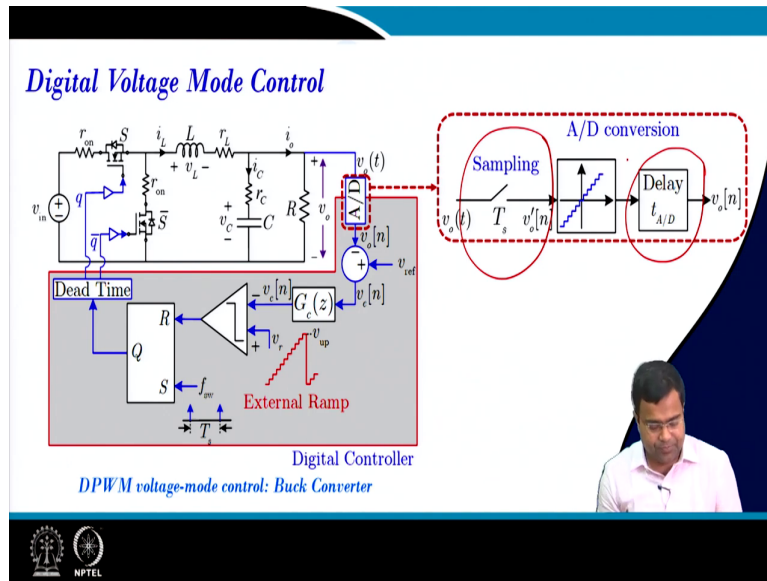 Digital Voltage Mode Control
r_on S i_L L r_L i_o
+ v_L −
v_o(t)
r_on
i_C
r_C
v_in
q
q̄
S̄
+ v_C −
C
R
+ v_o −
A/D
v_o[n]
v_ref
− +
v_e[n]
Dead Time
Q
R
S
− v_c[n]
G_c(z)
+ v_r
v_up
f_sw
External Ramp
T_s
Digital Controller
DPWM voltage-mode control: Buck Converter
A/D conversion
Sampling
v_o(t) T_s v_o'[n]
Delay
t_A/D
v_o[n]
NPTEL